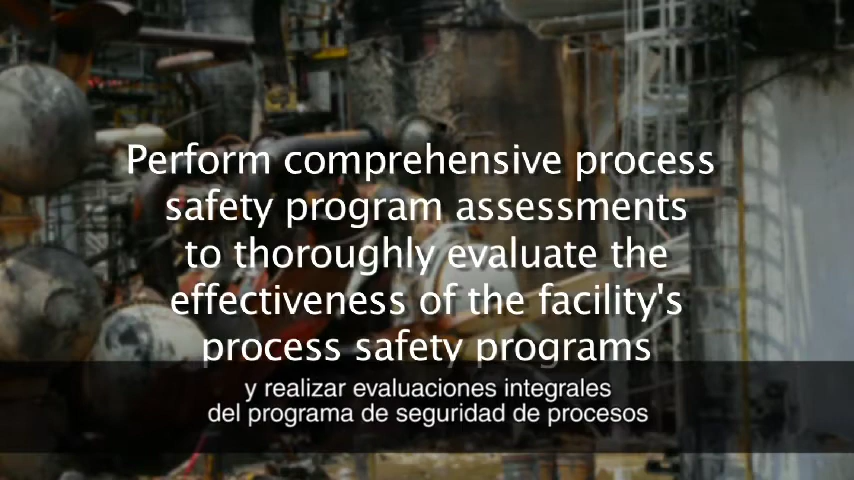 Perform comprehensive process
safety program assessments
to thoroughly evaluate the
effectiveness of the facility's
process safety programs
y realizar evaluaciones integrales
del programa de seguridad de procesos